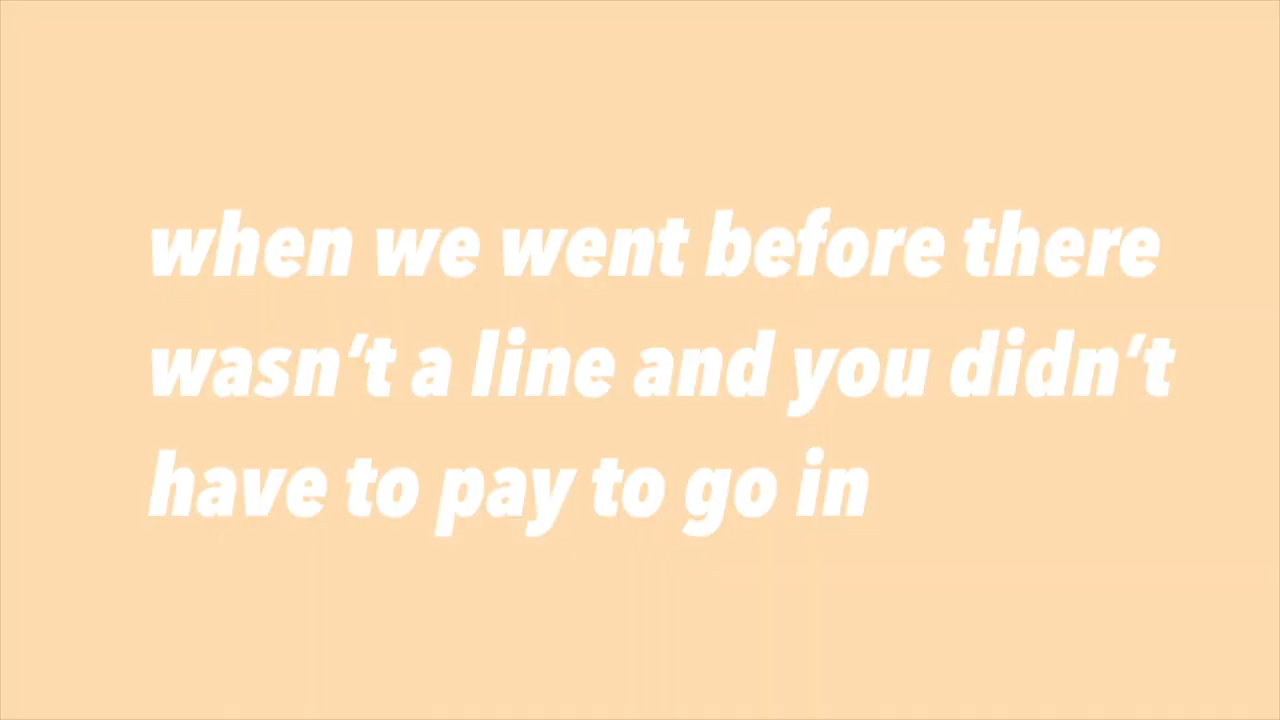 when we went before there
wasn’t a line and you didn’t
have to pay to go in